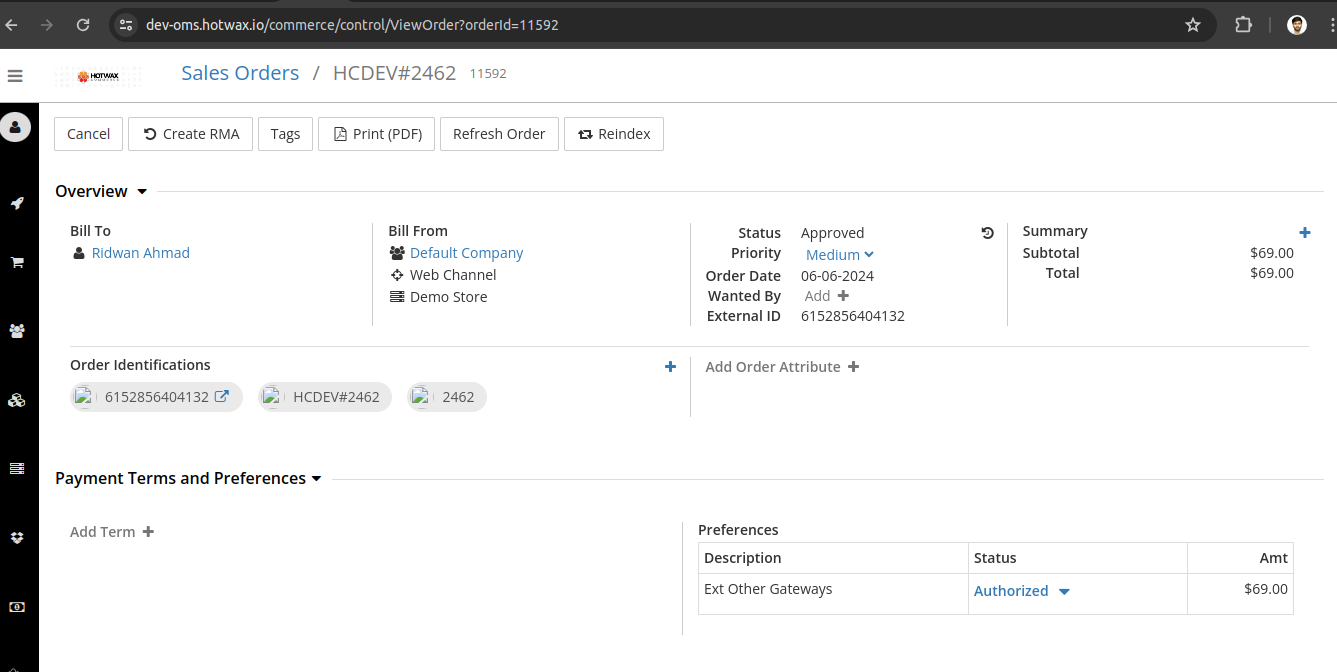 dev-oms.hotwax.io/commerce/control/ViewOrder?orderId=11592
HOTWAX
COMMERCE
Sales Orders / HCDEV#2462 11592
Cancel Create RMA Tags Print (PDF) Refresh Order Reindex
Overview
Bill To
Ridwan Ahmad
Bill From
Default Company
Web Channel
Demo Store
Status Approved
Priority Medium
Order Date 06-06-2024
Wanted By Add
External ID 6152856404132
Summary
Subtotal $69.00
Total $69.00
Order Identifications
6152856404132 HCDEV#2462 2462
Add Order Attribute
Payment Terms and Preferences
Add Term
Preferences
Description Status Amt
Ext Other Gateways Authorized $69.00